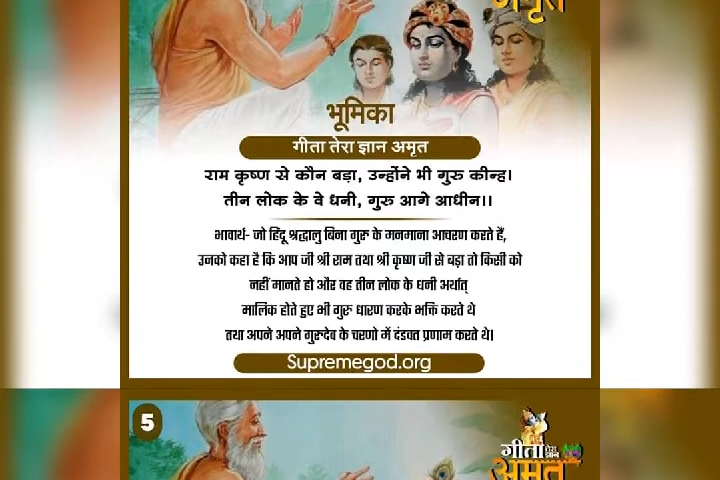 अमृत
भूमिका
गीता तेरा ज्ञान अमृत
राम कृष्ण से कौन बड़ा, उन्होंने भी गुरु कीन्ह।
तीन लोक के वे धनी, गुरु आगे आधीन।।
भावार्थ- जो हिंदू श्रद्धालु बिना गुरु के मनमाना आचरण करते हैं,
उनको कहा है कि आप जी श्री राम तथा श्री कृष्ण जी से बड़ा तो किसी को
नहीं मानते हो और वह तीन लोक के धनी अर्थात्
मालिक होते हुए भी गुरु धारण करके भक्ति करते थे
तथा अपने अपने गुरुदेव के चरणो में दंडवत प्रणाम करते थे।
Supremegod.org
5
गीता तेरा ज्ञान
अमृत